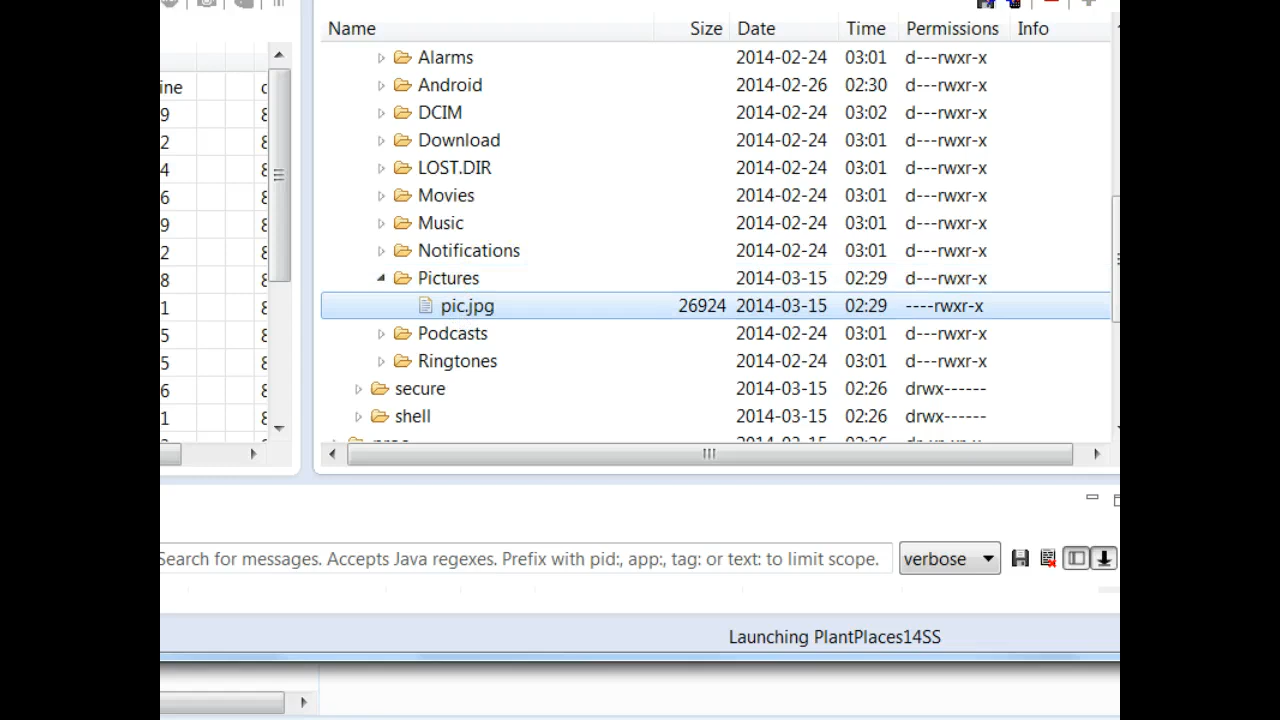 Name Size Date Time Permissions Info
Alarms 2014-02-24 03:01 d---rwxr-x
ine
Android 2014-02-26 02:30 d---rwxr-x
9
DCIM 2014-02-24 03:02 d---rwxr-x
2
Download 2014-02-24 03:01 d---rwxr-x
4
LOST.DIR 2014-02-24 03:01 d---rwxr-x
6
Movies 2014-02-24 03:01 d---rwxr-x
9
Music 2014-02-24 03:01 d---rwxr-x
2
Notifications 2014-02-24 03:01 d---rwxr-x
8
Pictures 2014-03-15 02:29 d---rwxr-x
1
pic.jpg 26924 2014-03-15 02:29 ----rwxr-x
5
Podcasts 2014-02-24 03:01 d---rwxr-x
5
Ringtones 2014-02-24 03:01 d---rwxr-x
6
secure 2014-03-15 02:26 drwx------
1
shell 2014-03-15 02:26 drwx------
Search for messages. Accepts Java regexes. Prefix with pid:, app:, tag: or text: to limit scope. verbose
Launching PlantPlaces14SS